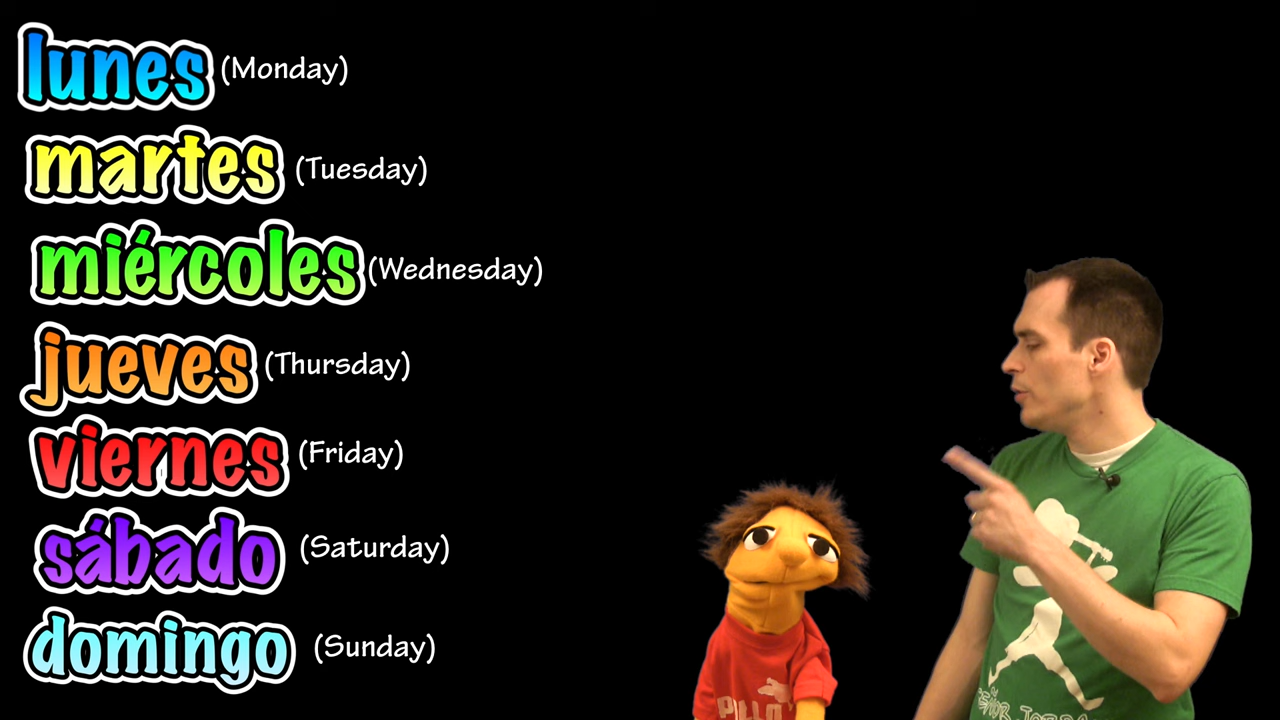 lunes (Monday)
martes (Tuesday)
miércoles (Wednesday)
jueves (Thursday)
viernes (Friday)
sábado (Saturday)
domingo (Sunday)